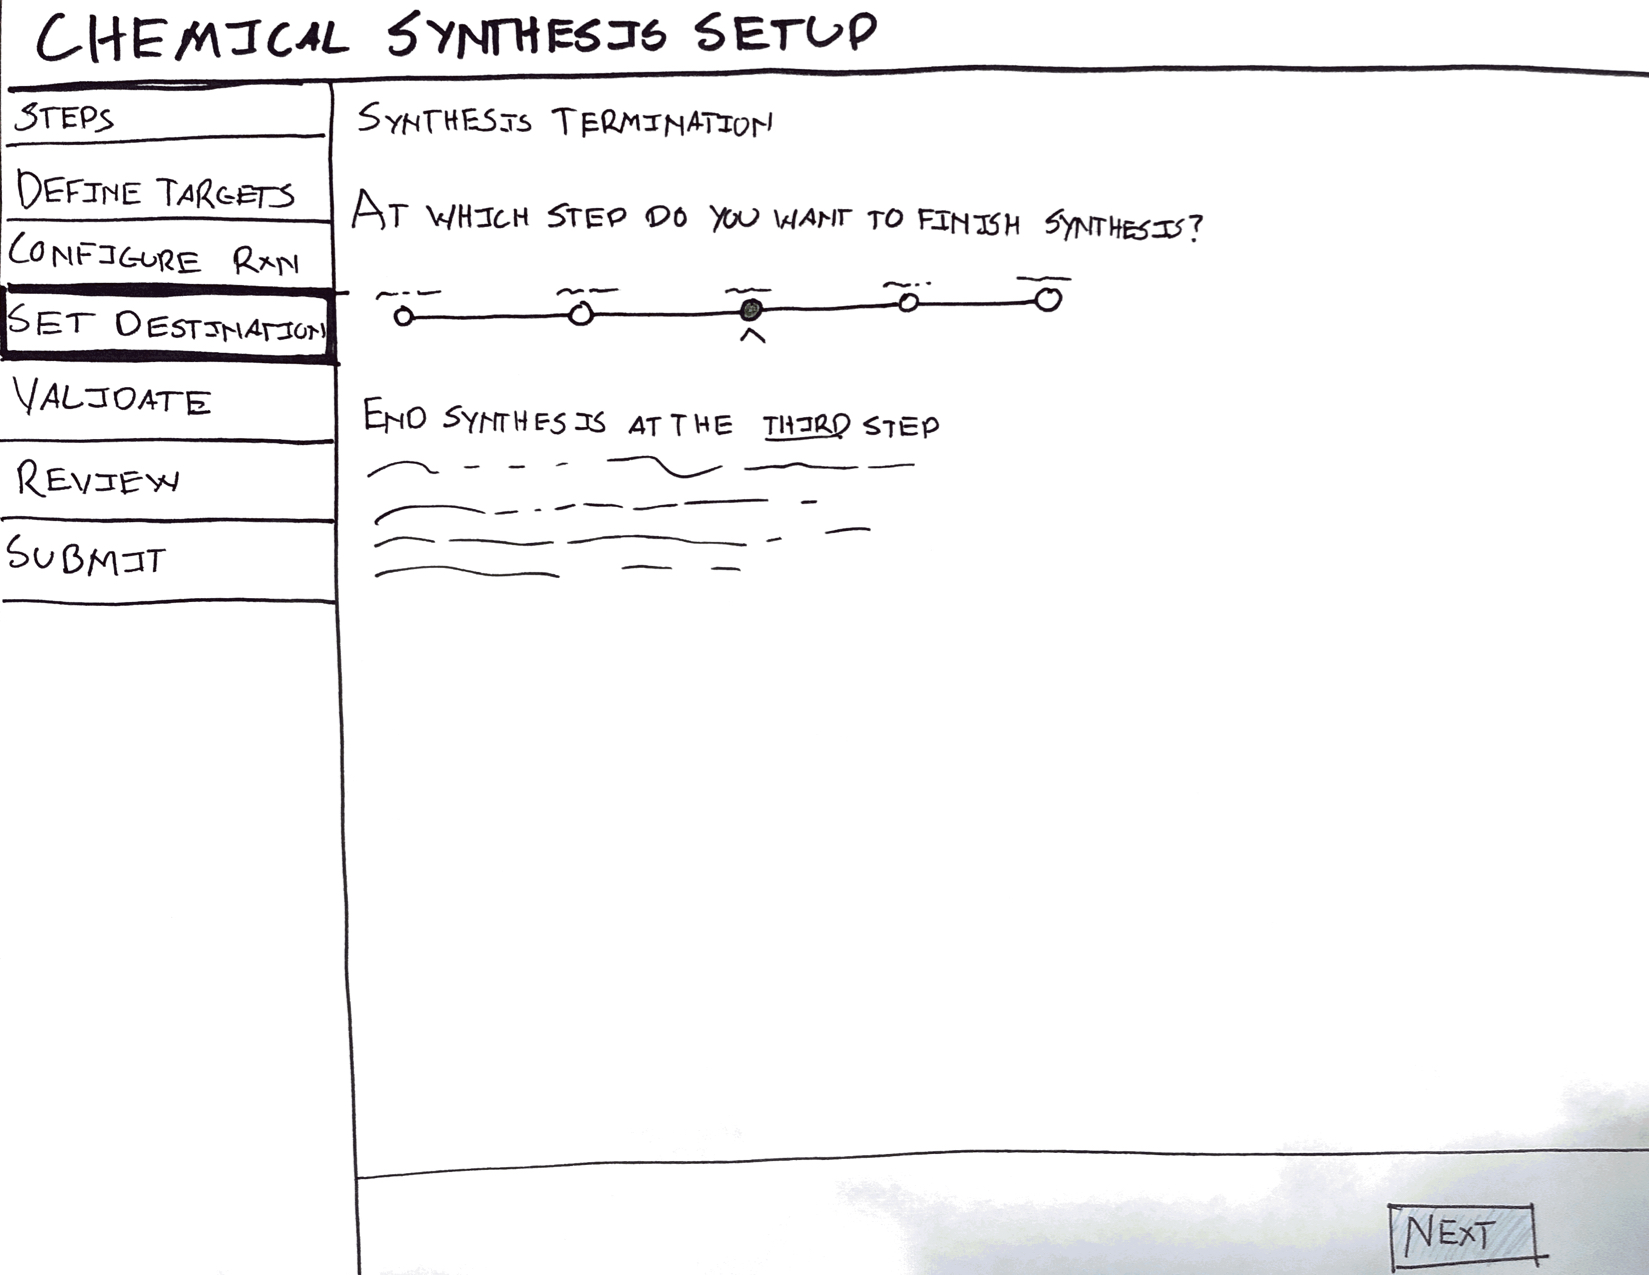 CHEMICAL SYNTHESIS SETUP
STEPS
DEFINE TARGETS
CONFIGURE RXN
SET DESTINATION
VALIDATE
REVIEW
SUBMIT
SYNTHESIS TERMINATION
AT WHICH STEP DO YOU WANT TO FINISH SYNTHESIS?
END SYNTHESIS AT THE THIRD STEP
NEXT